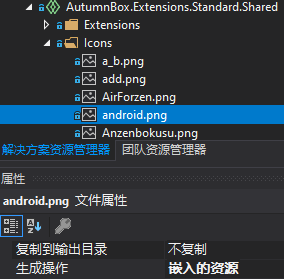 AutumnBox.Extensions.Standard.Shared
Extensions
Icons
a_b.png
add.png
AirForzen.png
android.png
Anzenbokusu.png
解决方案资源管理器 团队资源管理器
属性
android.png 文件属性
复制到输出目录 不复制
生成操作 嵌入的资源